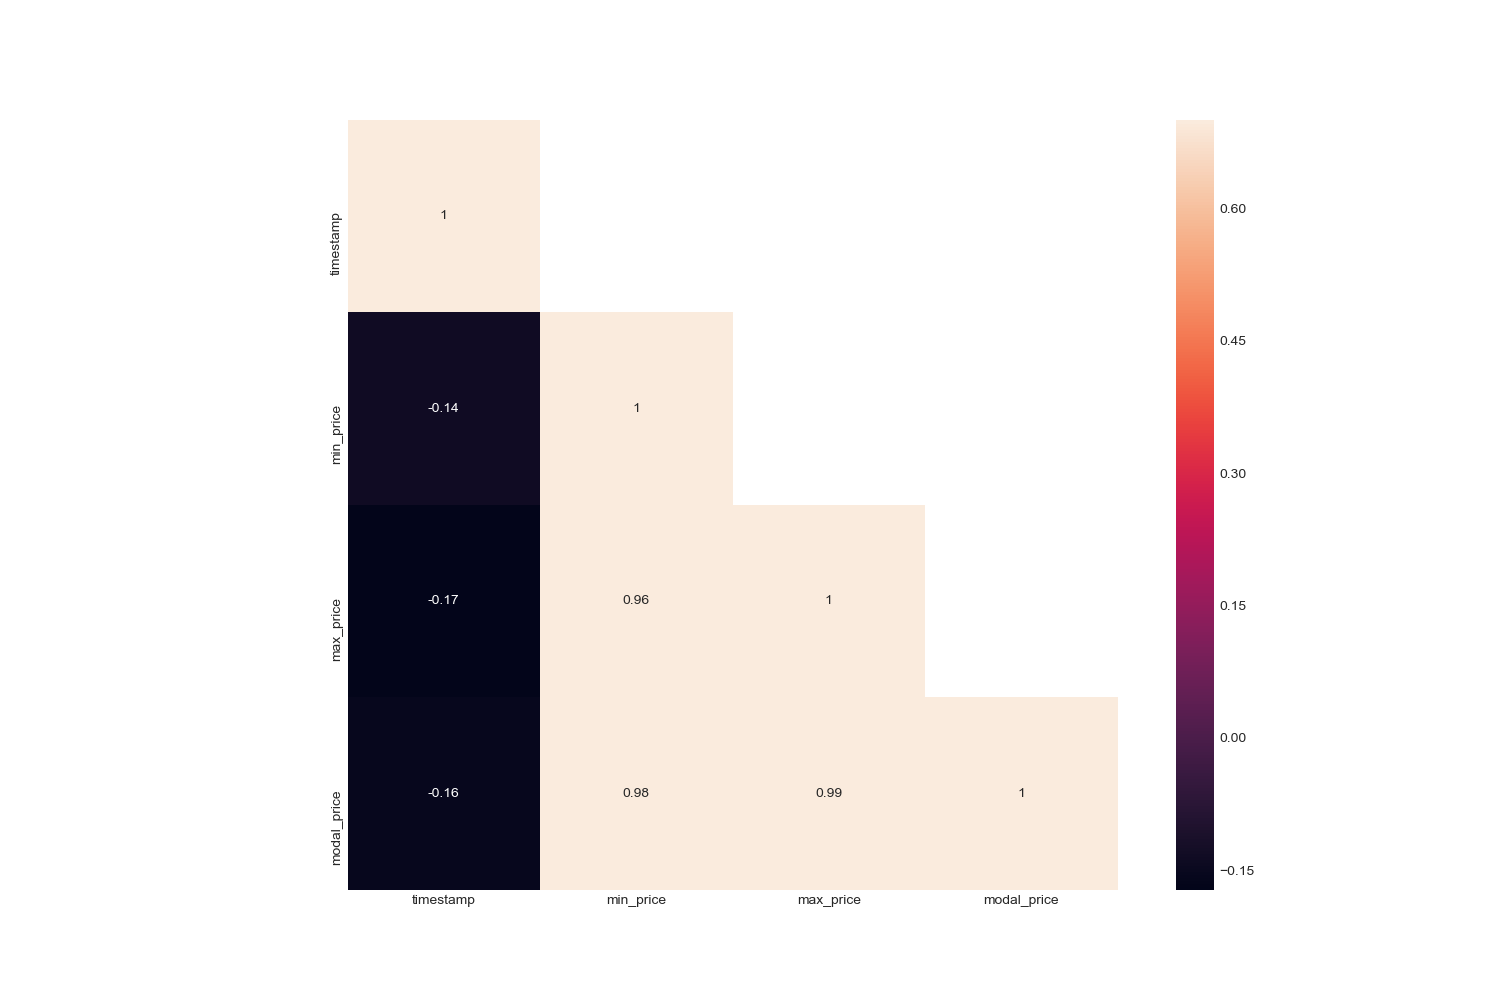 timestamp
1
0.60
0.45
min_price
-0.14
1
0.30
max_price
-0.17
0.96
1
0.15
0.00
modal_price
-0.16
0.98
0.99
1
−0.15
timestamp
min_price
max_price
modal_price